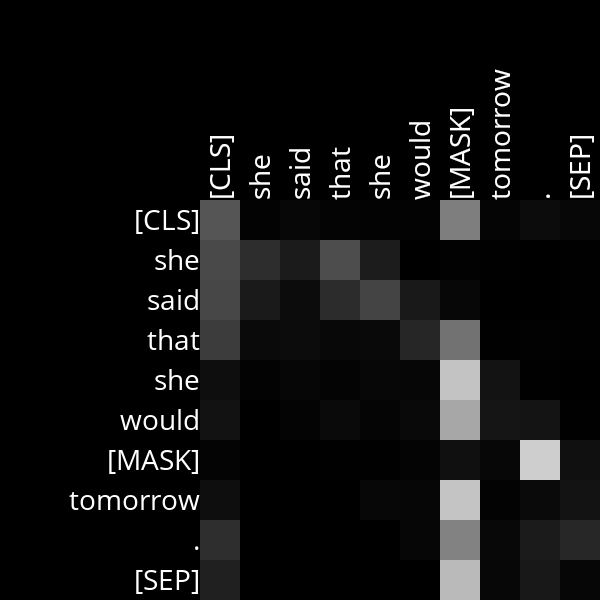 [CLS] she said that she would [MASK] tomorrow . [SEP]
[CLS]
she
said
that
she
would
[MASK]
tomorrow
.
[SEP]